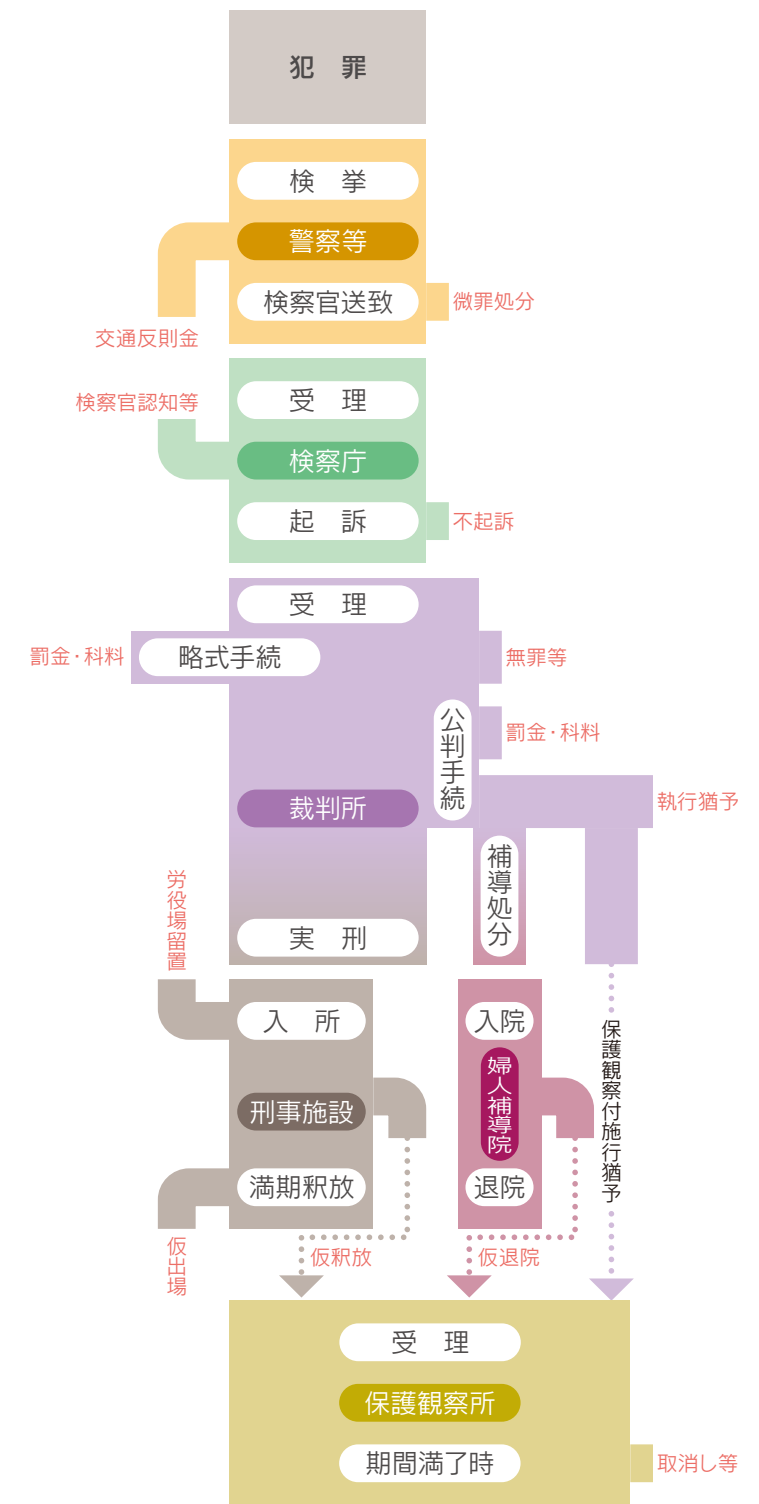 犯　罪
検　挙
警察等
検察官送致
微罪処分
交通反則金
検察官認知等
受　理
検察庁
起　訴
不起訴
受　理
罰金・科料
略式手続
無罪等
公判手続
罰金・科料
裁判所
執行猶予
補導処分
実　刑
労役場留置
入　所
刑事施設
満期釈放
仮出場
仮釈放
入院
婦人補導院
退院
仮退院
保護観察付施行猶予
受　理
保護観察所
期間満了時
取消し等